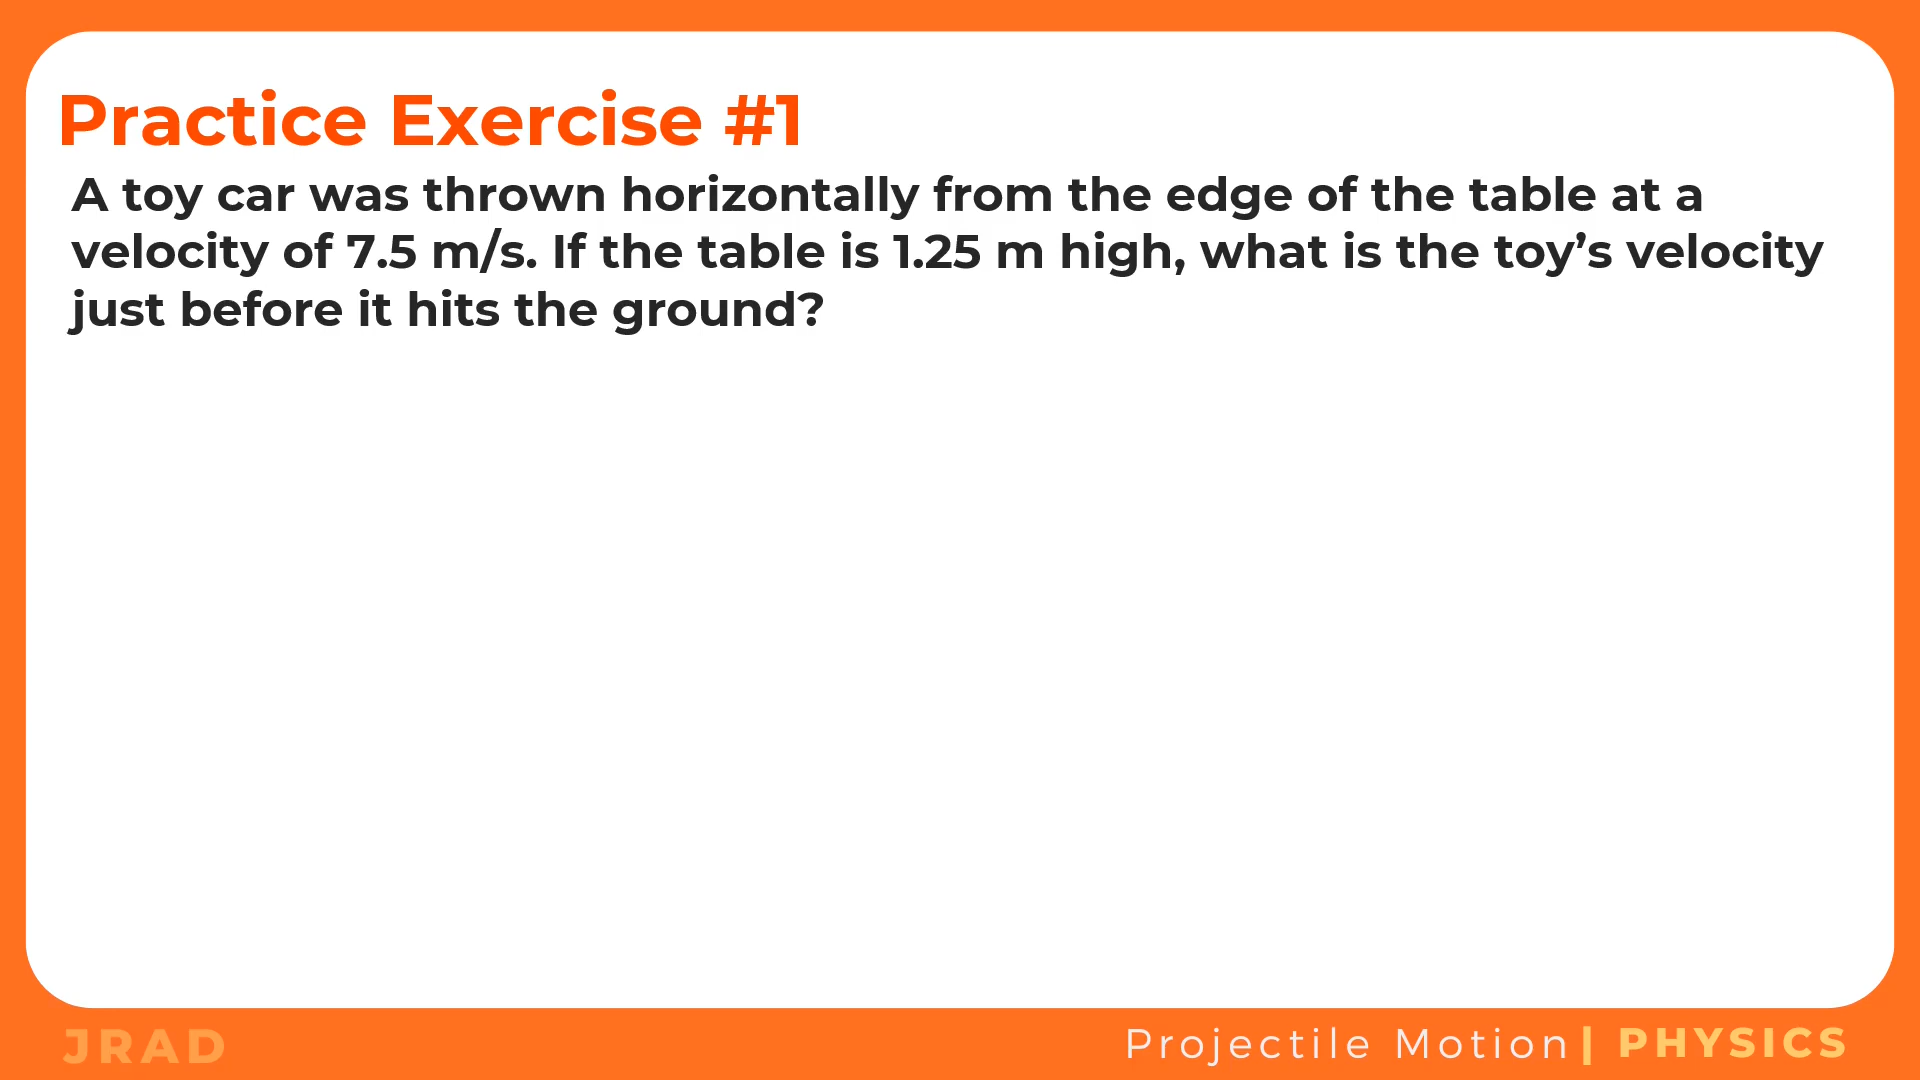 Practice Exercise #1
A toy car was thrown horizontally from the edge of the table at a
velocity of 7.5 m/s. If the table is 1.25 m high, what is the toy’s velocity
just before it hits the ground?
JRAD
Projectile Motion | PHYSICS